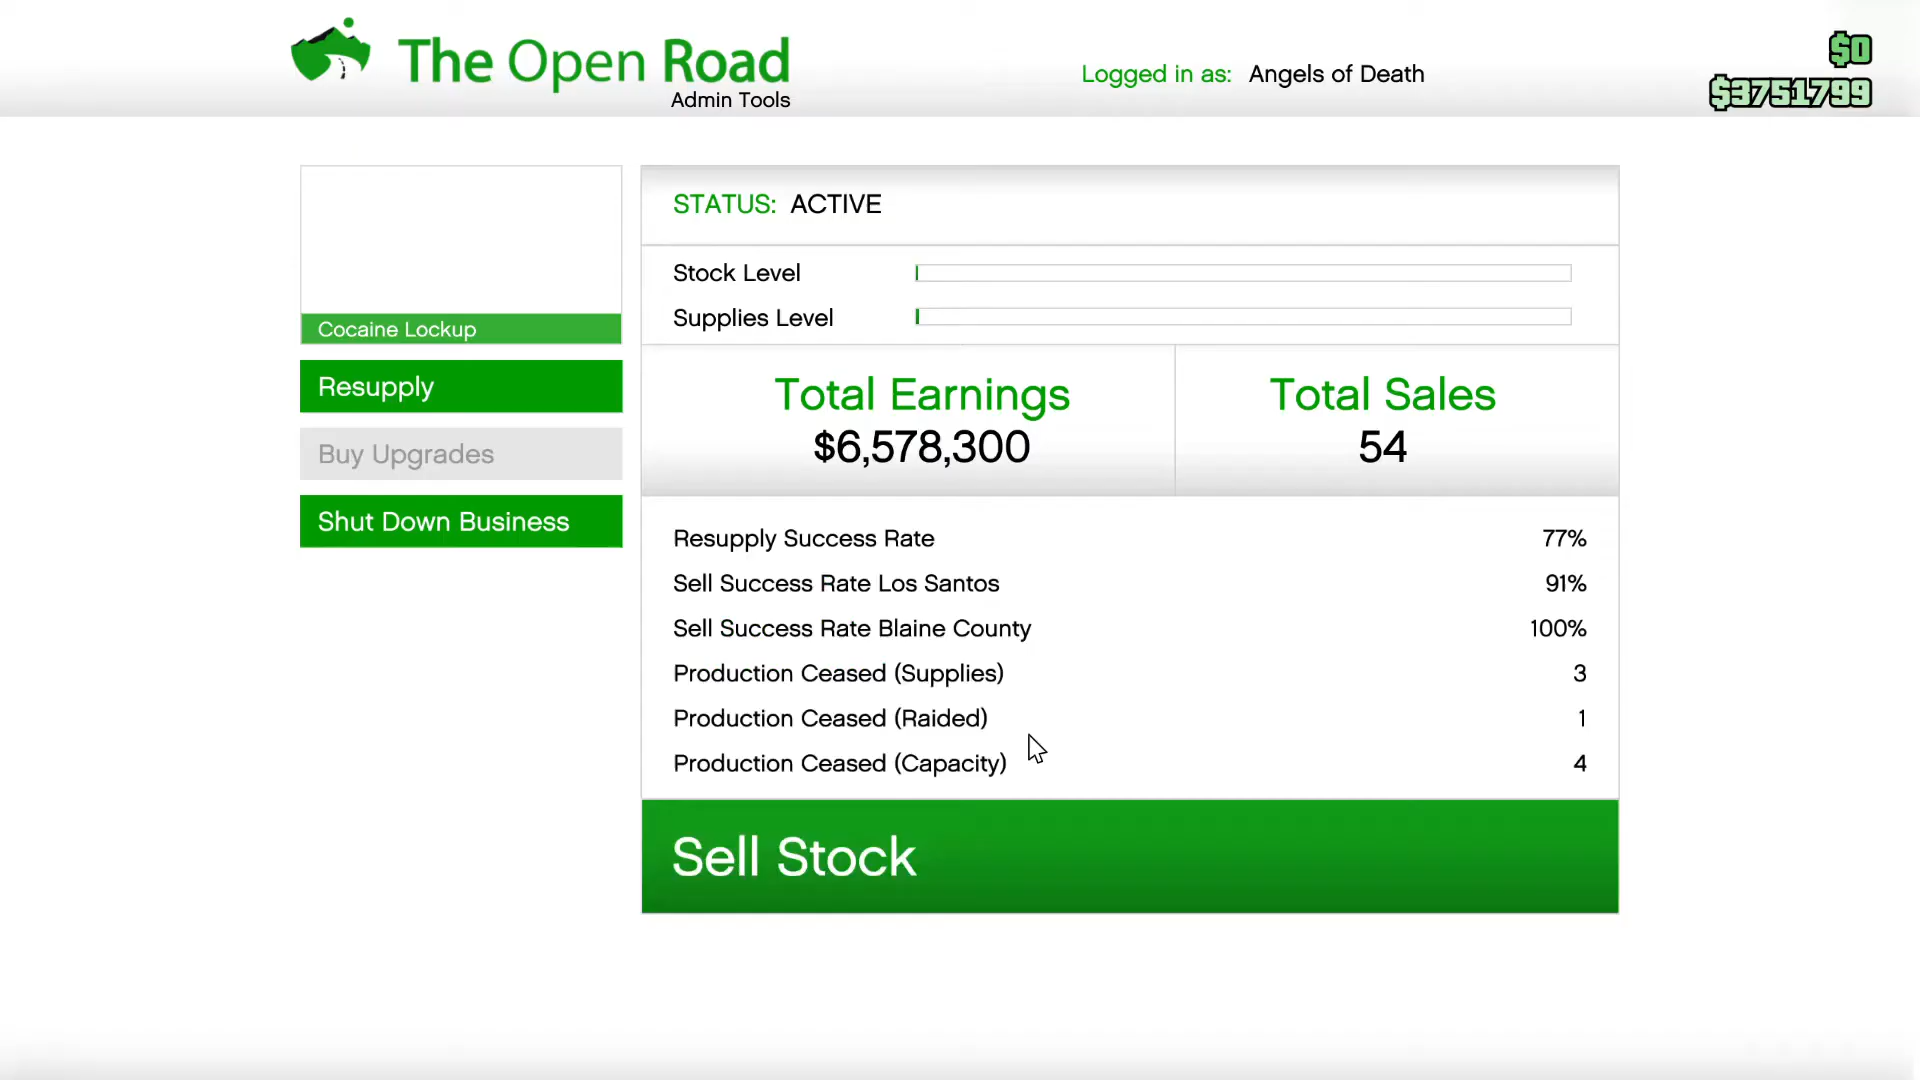 The Open Road
Admin Tools
Logged in as: Angels of Death
$0
$3751799
Cocaine Lockup
Resupply
Buy Upgrades
Shut Down Business
STATUS: ACTIVE
Stock Level
Supplies Level
Total Earnings
$6,578,300
Total Sales
54
Resupply Success Rate 77%
Sell Success Rate Los Santos 91%
Sell Success Rate Blaine County 100%
Production Ceased (Supplies) 3
Production Ceased (Raided) 1
Production Ceased (Capacity) 4
Sell Stock